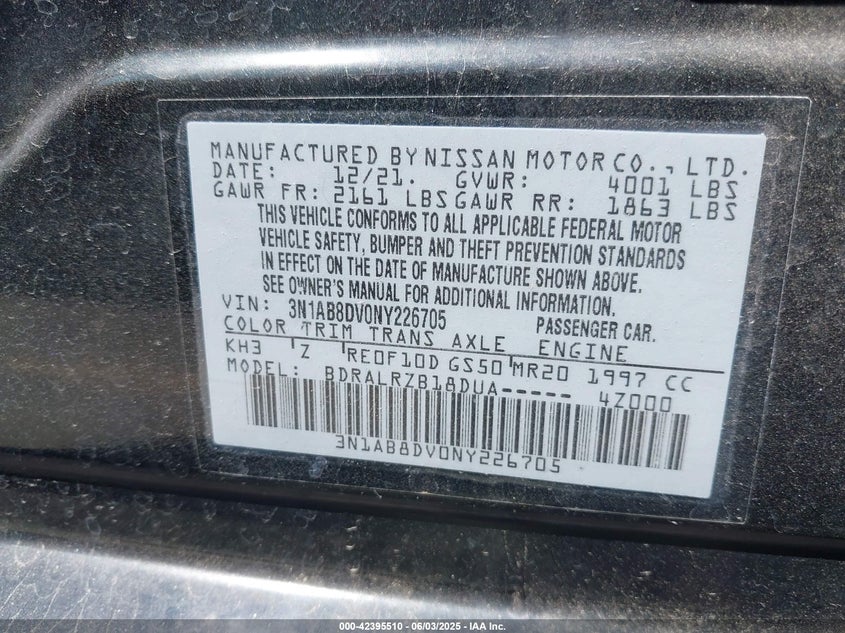 MANUFACTURED BY NISSAN MOTOR CO., LTD.
DATE: 12/21. GVWR: 4001 LBS
GAWR FR: 2161 LBS GAWR RR: 1863 LBS
THIS VEHICLE CONFORMS TO ALL APPLICABLE FEDERAL MOTOR
VEHICLE SAFETY, BUMPER AND THEFT PREVENTION STANDARDS
IN EFFECT ON THE DATE OF MANUFACTURE SHOWN ABOVE.
SEE OWNER'S MANUAL FOR ADDITIONAL INFORMATION.
VIN: 3N1AB8DV0NY226705 PASSENGER CAR.
COLOR TRIM TRANS AXLE ENGINE
KH3 Z RE0F10D GS50 MR20 1997 CC
MODEL: BDRALRZB18DUA----- 4Z000
3N1AB8DV0NY226705
000-42395510 - 06/03/2025 - IAA Inc.